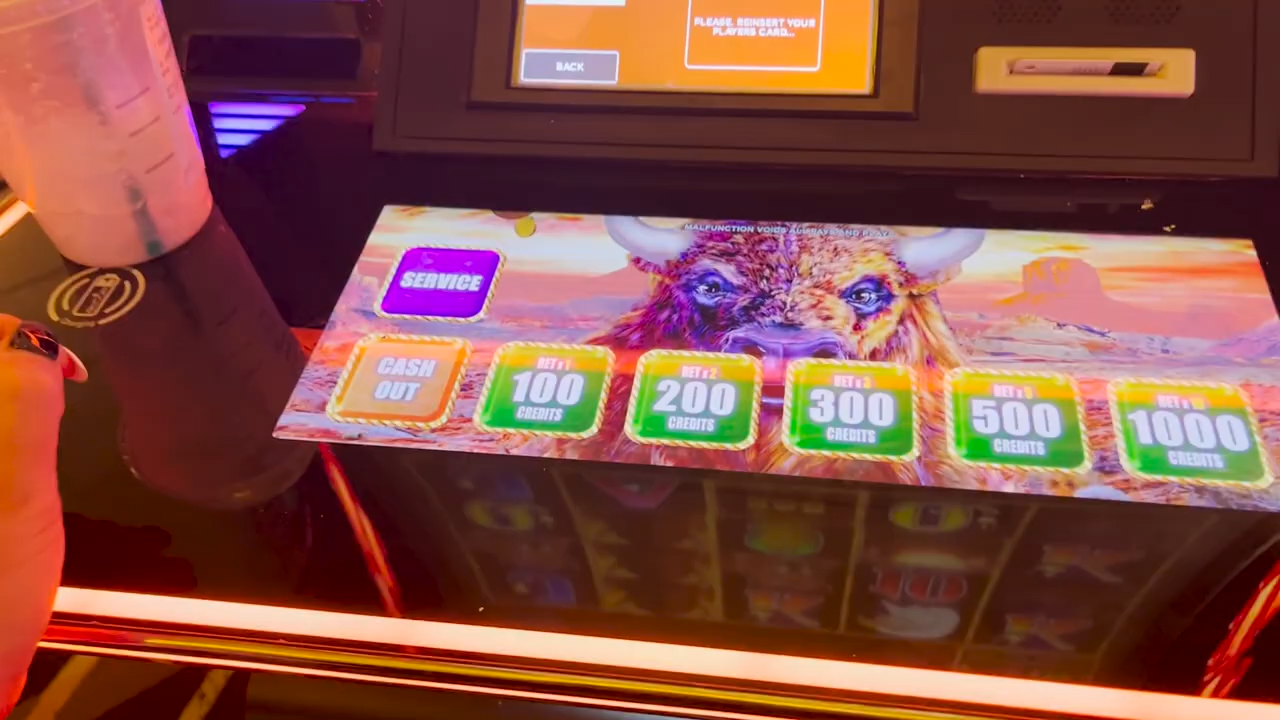 PLEASE, REINSERT YOUR
PLAYERS CARD...
BACK
MALFUNCTION VOIDS ALL PAYS AND PLAYS
SERVICE
CASH
OUT
BET x 1
100
CREDITS
BET x 2
200
CREDITS
BET x 3
300
CREDITS
BET x 5
500
CREDITS
BET x 10
1000
CREDITS